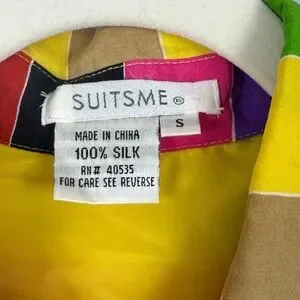 SUITSME®
S
MADE IN CHINA
100% SILK
RN# 40535
FOR CARE SEE REVERSE